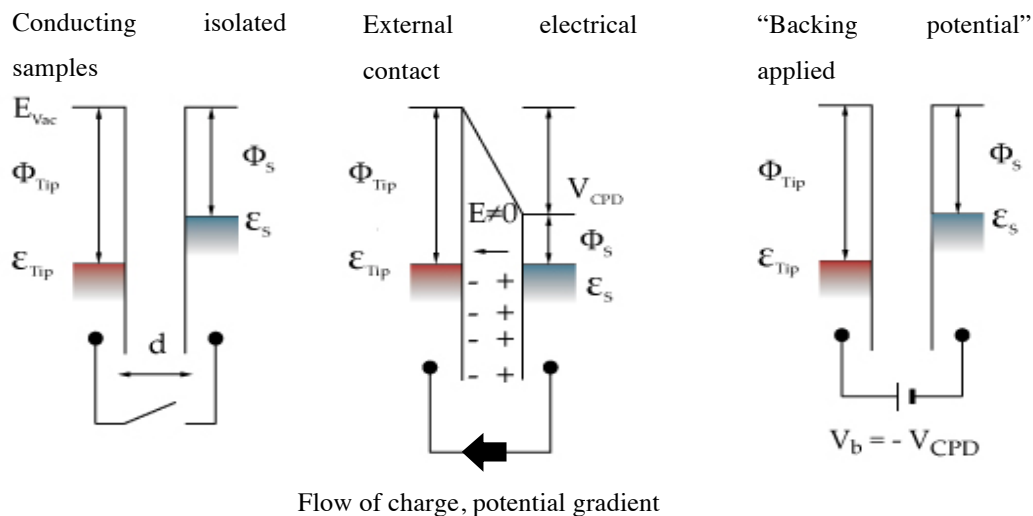 Conducting isolated
samples
External electrical
contact
“Backing potential”
applied
E_Vac
Φ_Tip
Φ_s
ε_s
ε_Tip
d
Φ_Tip
V_CPD
E≠0
Φ_s
ε_Tip
ε_s
- +
- +
- +
- +
Φ_Tip
Φ_s
ε_s
ε_Tip
V_b = - V_CPD
Flow of charge, potential gradient